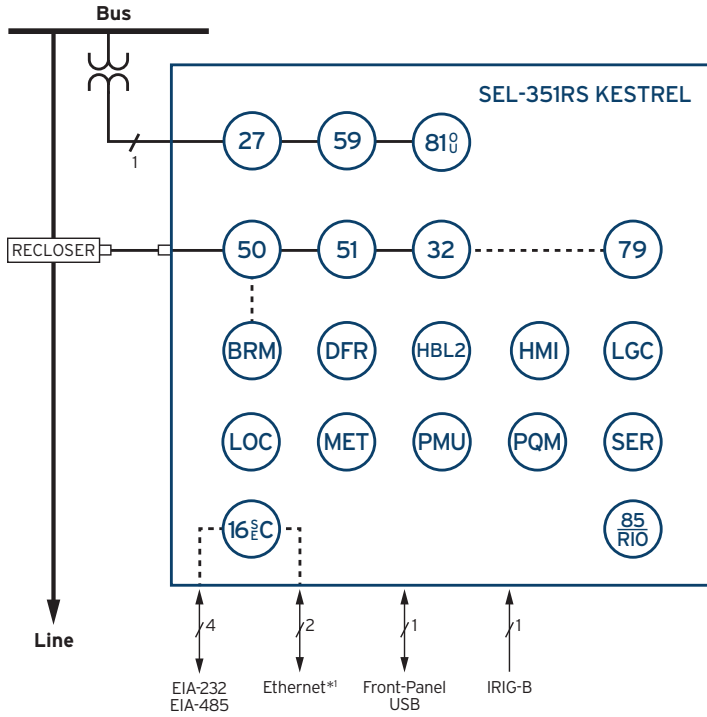 Bus
SEL-351RS KESTREL
27 59 81OU
1
RECLOSER 50 51 32 79
BRM DFR HBL2 HMI LGC
LOC MET PMU PQM SER
16SEC 85
RIO
4 2 1 1
Line
EIA-232 Ethernet*1 Front-Panel IRIG-B
EIA-485 USB